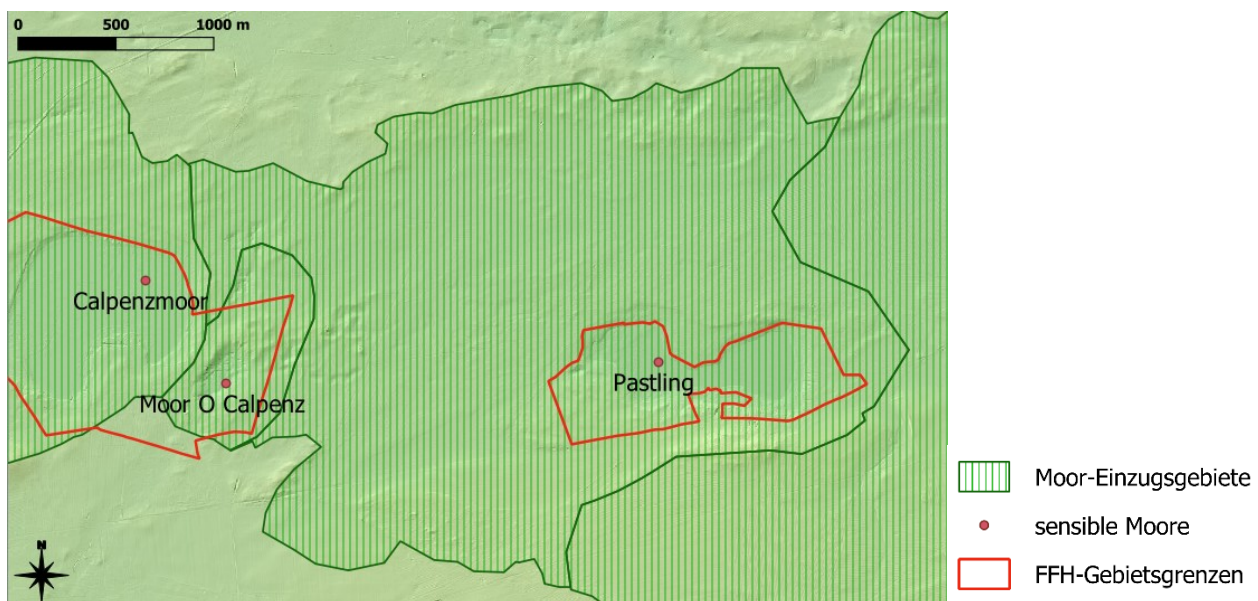 0 500 1000 m
Calpenzmoor
Moor O Calpenz
Pastling
N
Moor-Einzugsgebiete
sensible Moore
FFH-Gebietsgrenzen